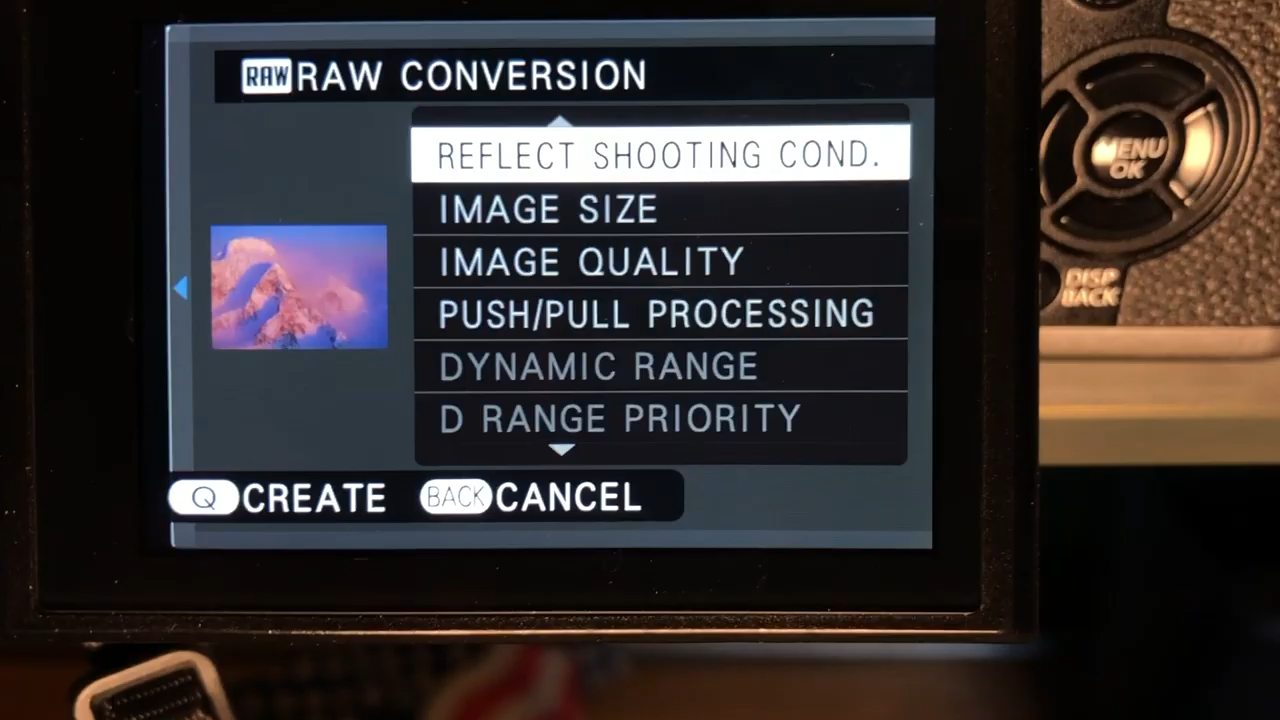 RAW RAW CONVERSION
REFLECT SHOOTING COND.
IMAGE SIZE
IMAGE QUALITY
PUSH/PULL PROCESSING
DYNAMIC RANGE
D RANGE PRIORITY
Q CREATE BACK CANCEL
MENU
OK
DISP
BACK